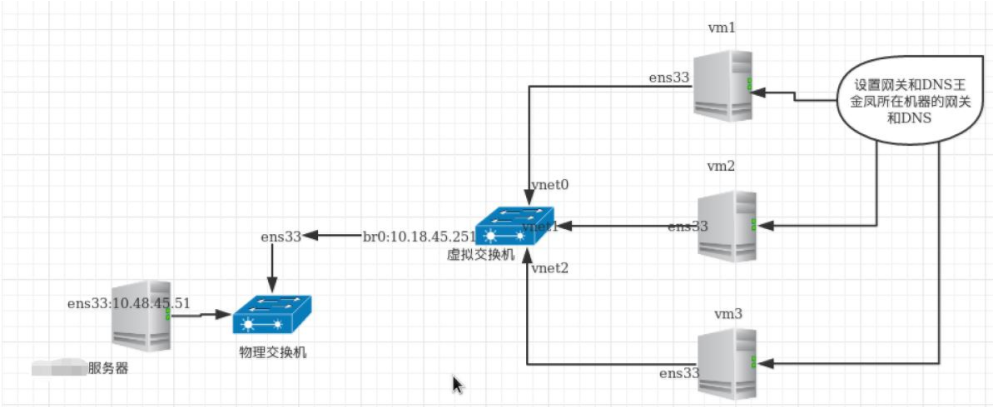 vm1
ens33
设置网关和DNS王
金凤所在机器的网关
和DNS
vm2
vnet0
vnet1
ens33
ens33
br0:10.18.45.251
虚拟交换机
vnet2
ens33:10.48.45.51
vm3
物理交换机
服务器
ens33